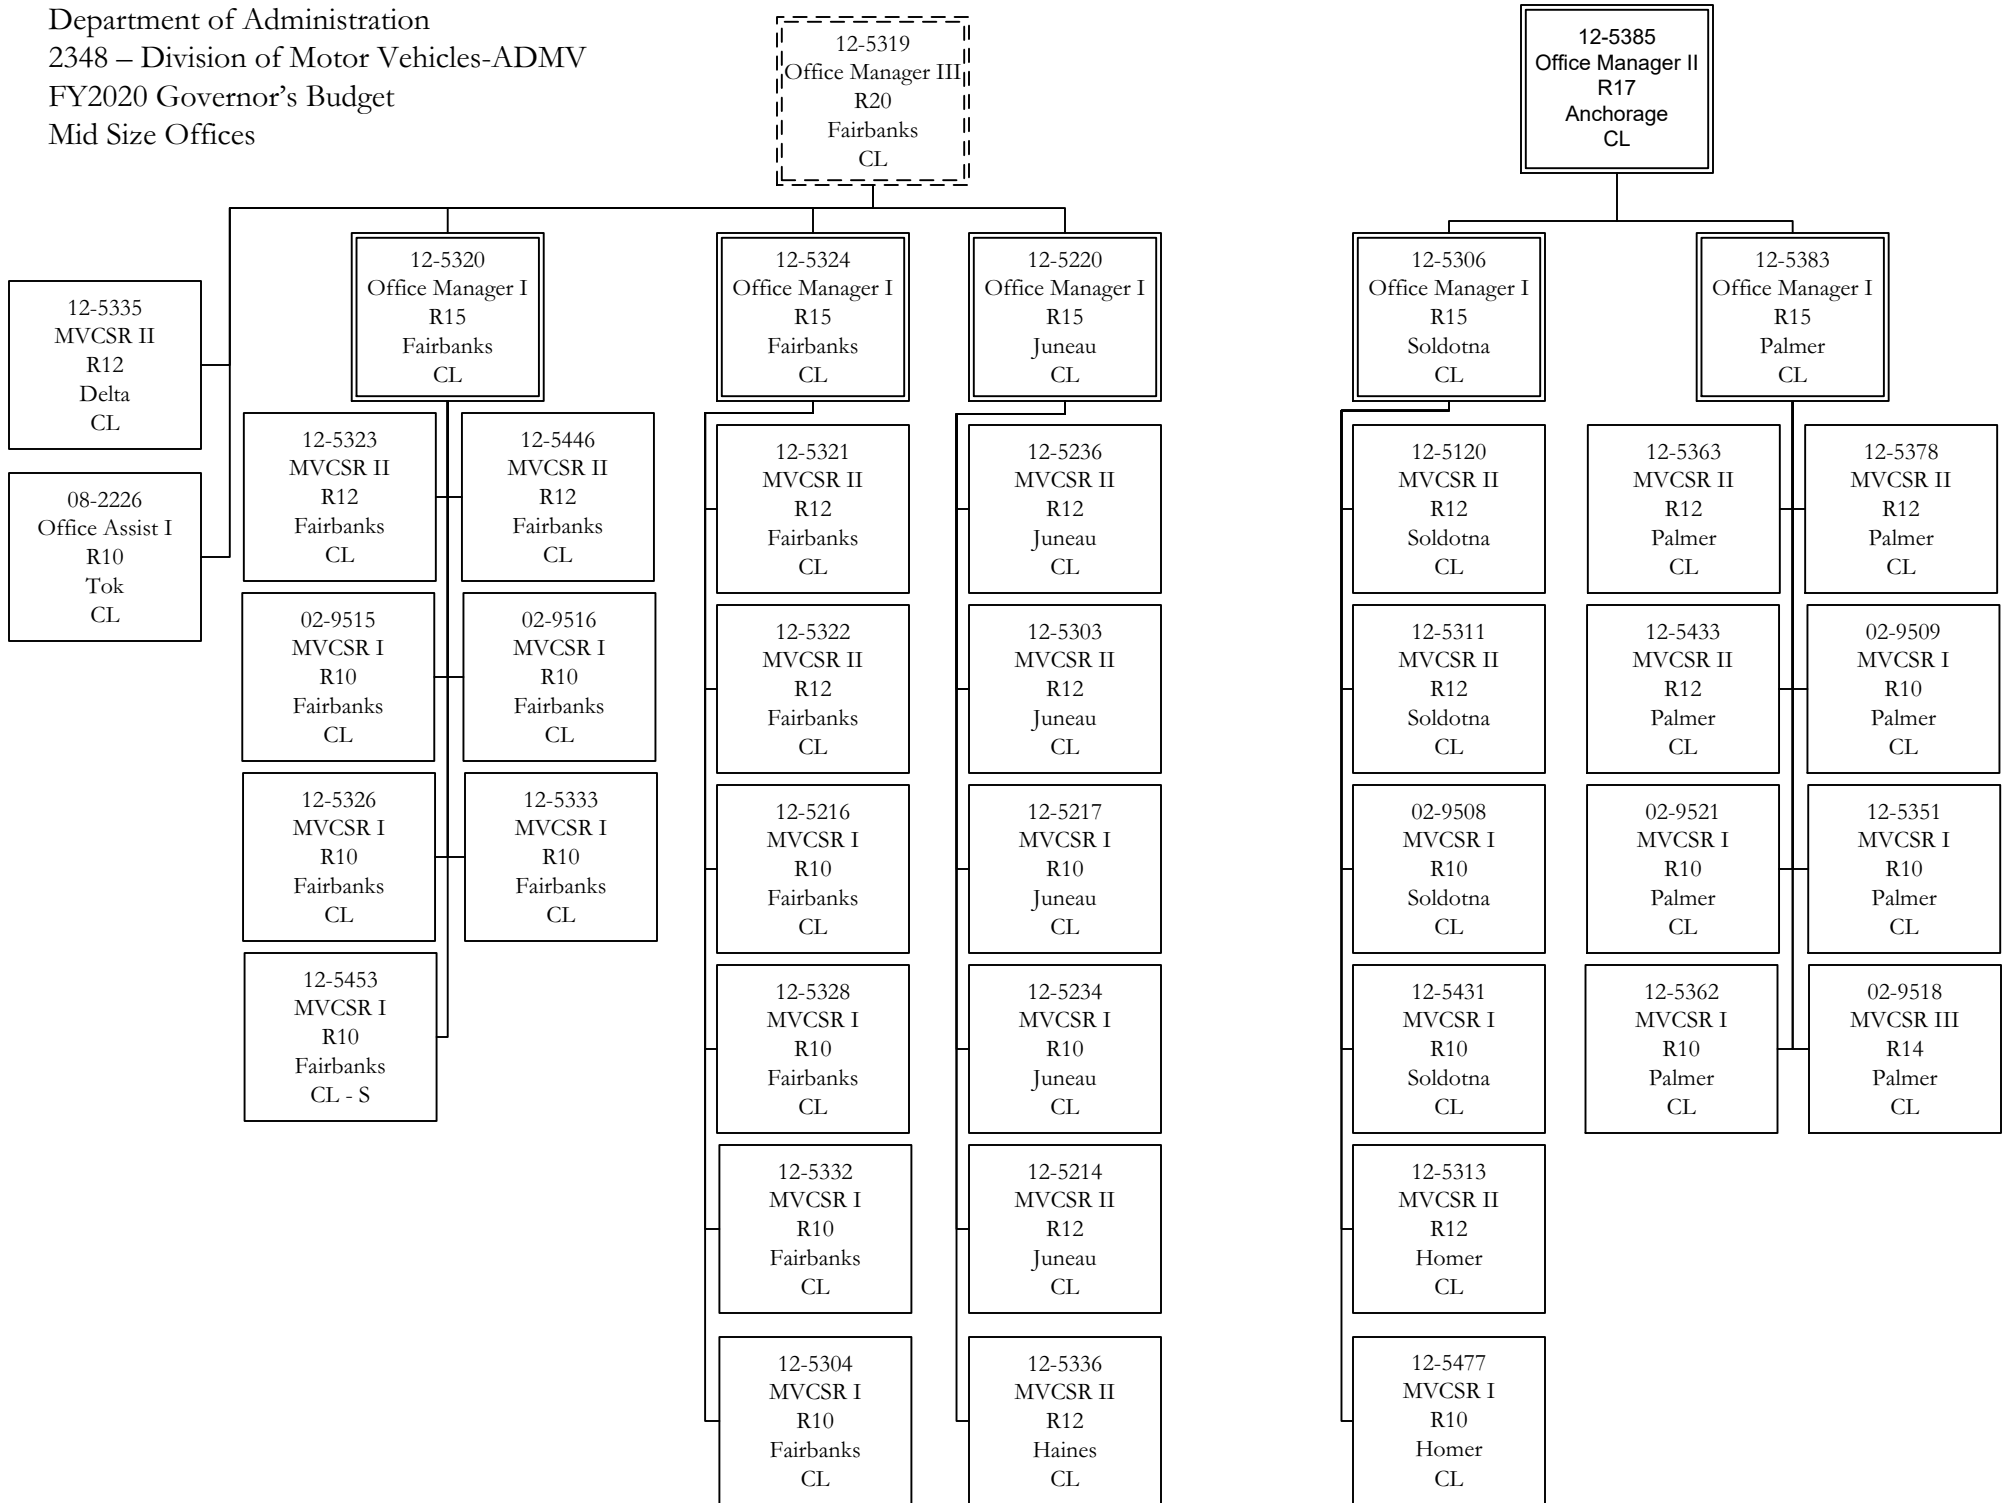 Department of Administration
2348 – Division of Motor Vehicles-ADMV
FY2020 Governor's Budget
Mid Size Offices
12-5319
Office Manager III
R20
Fairbanks
CL
12-5385
Office Manager II
R17
Anchorage
CL
12-5335
MVCSR II
R12
Delta
CL
08-2226
Office Assist I
R10
Tok
CL
12-5320
Office Manager I
R15
Fairbanks
CL
12-5323
MVCSR II
R12
Fairbanks
CL
12-5446
MVCSR II
R12
Fairbanks
CL
02-9515
MVCSR I
R10
Fairbanks
CL
02-9516
MVCSR I
R10
Fairbanks
CL
12-5326
MVCSR I
R10
Fairbanks
CL
12-5333
MVCSR I
R10
Fairbanks
CL
12-5453
MVCSR I
R10
Fairbanks
CL - S
12-5324
Office Manager I
R15
Fairbanks
CL
12-5321
MVCSR II
R12
Fairbanks
CL
12-5322
MVCSR II
R12
Fairbanks
CL
12-5216
MVCSR I
R10
Fairbanks
CL
12-5328
MVCSR I
R10
Fairbanks
CL
12-5332
MVCSR I
R10
Fairbanks
CL
12-5304
MVCSR I
R10
Fairbanks
CL
12-5220
Office Manager I
R15
Juneau
CL
12-5236
MVCSR II
R12
Juneau
CL
12-5303
MVCSR II
R12
Juneau
CL
12-5217
MVCSR I
R10
Juneau
CL
12-5234
MVCSR I
R10
Juneau
CL
12-5214
MVCSR II
R12
Juneau
CL
12-5336
MVCSR II
R12
Haines
CL
12-5306
Office Manager I
R15
Soldotna
CL
12-5120
MVCSR II
R12
Soldotna
CL
12-5311
MVCSR II
R12
Soldotna
CL
02-9508
MVCSR I
R10
Soldotna
CL
12-5431
MVCSR I
R10
Soldotna
CL
12-5313
MVCSR II
R12
Homer
CL
12-5477
MVCSR I
R10
Homer
CL
12-5383
Office Manager I
R15
Palmer
CL
12-5363
MVCSR II
R12
Palmer
CL
12-5378
MVCSR II
R12
Palmer
CL
12-5433
MVCSR II
R12
Palmer
CL
02-9509
MVCSR I
R10
Palmer
CL
02-9521
MVCSR I
R10
Palmer
CL
12-5351
MVCSR I
R10
Palmer
CL
12-5362
MVCSR I
R10
Palmer
CL
02-9518
MVCSR III
R14
Palmer
CL